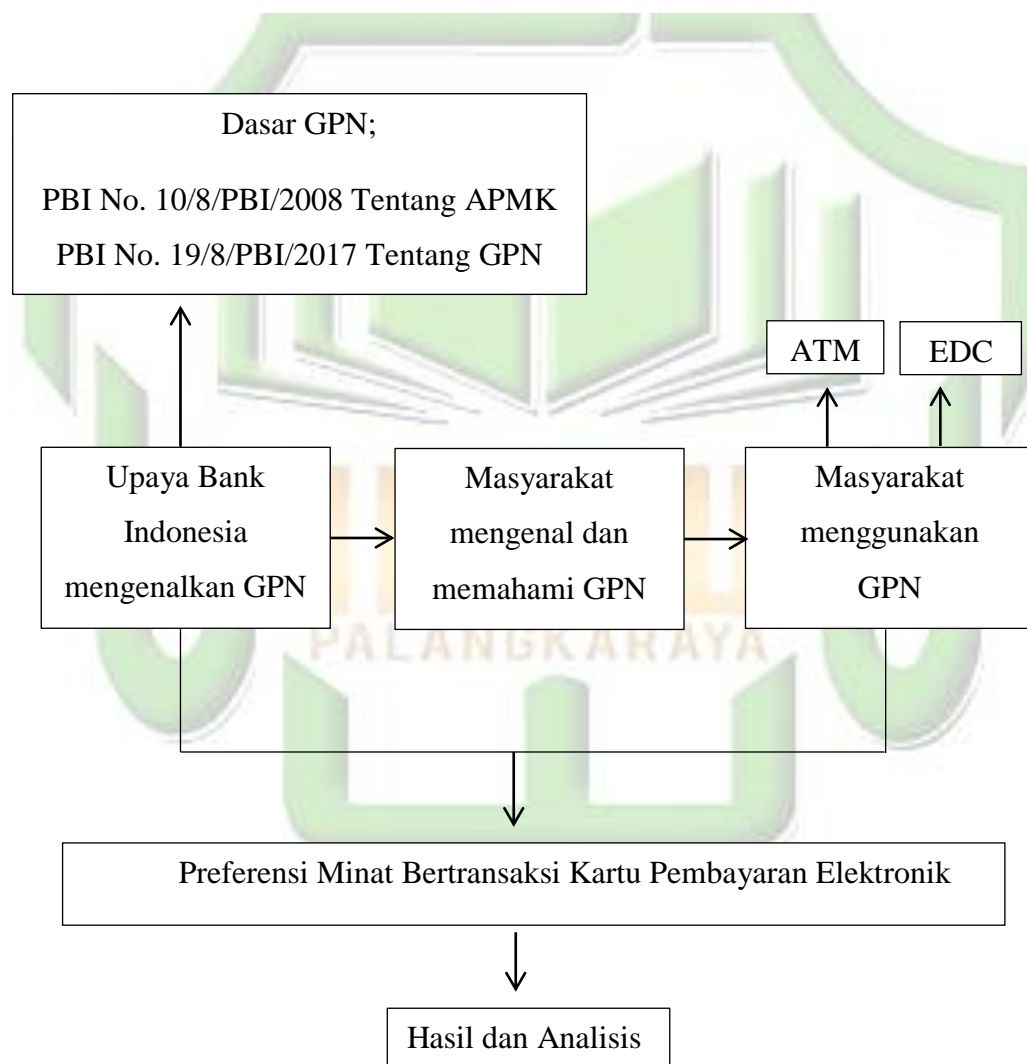 Dasar GPN;
PBI No. 10/8/PBI/2008 Tentang APMK
PBI No. 19/8/PBI/2017 Tentang GPN
ATM
EDC
Upaya Bank
Indonesia
mengenalkan GPN
Masyarakat
mengenal dan
memahami GPN
Masyarakat
menggunakan
GPN
PALANGKARAYA
Preferensi Minat Bertransaksi Kartu Pembayaran Elektronik
Hasil dan Analisis